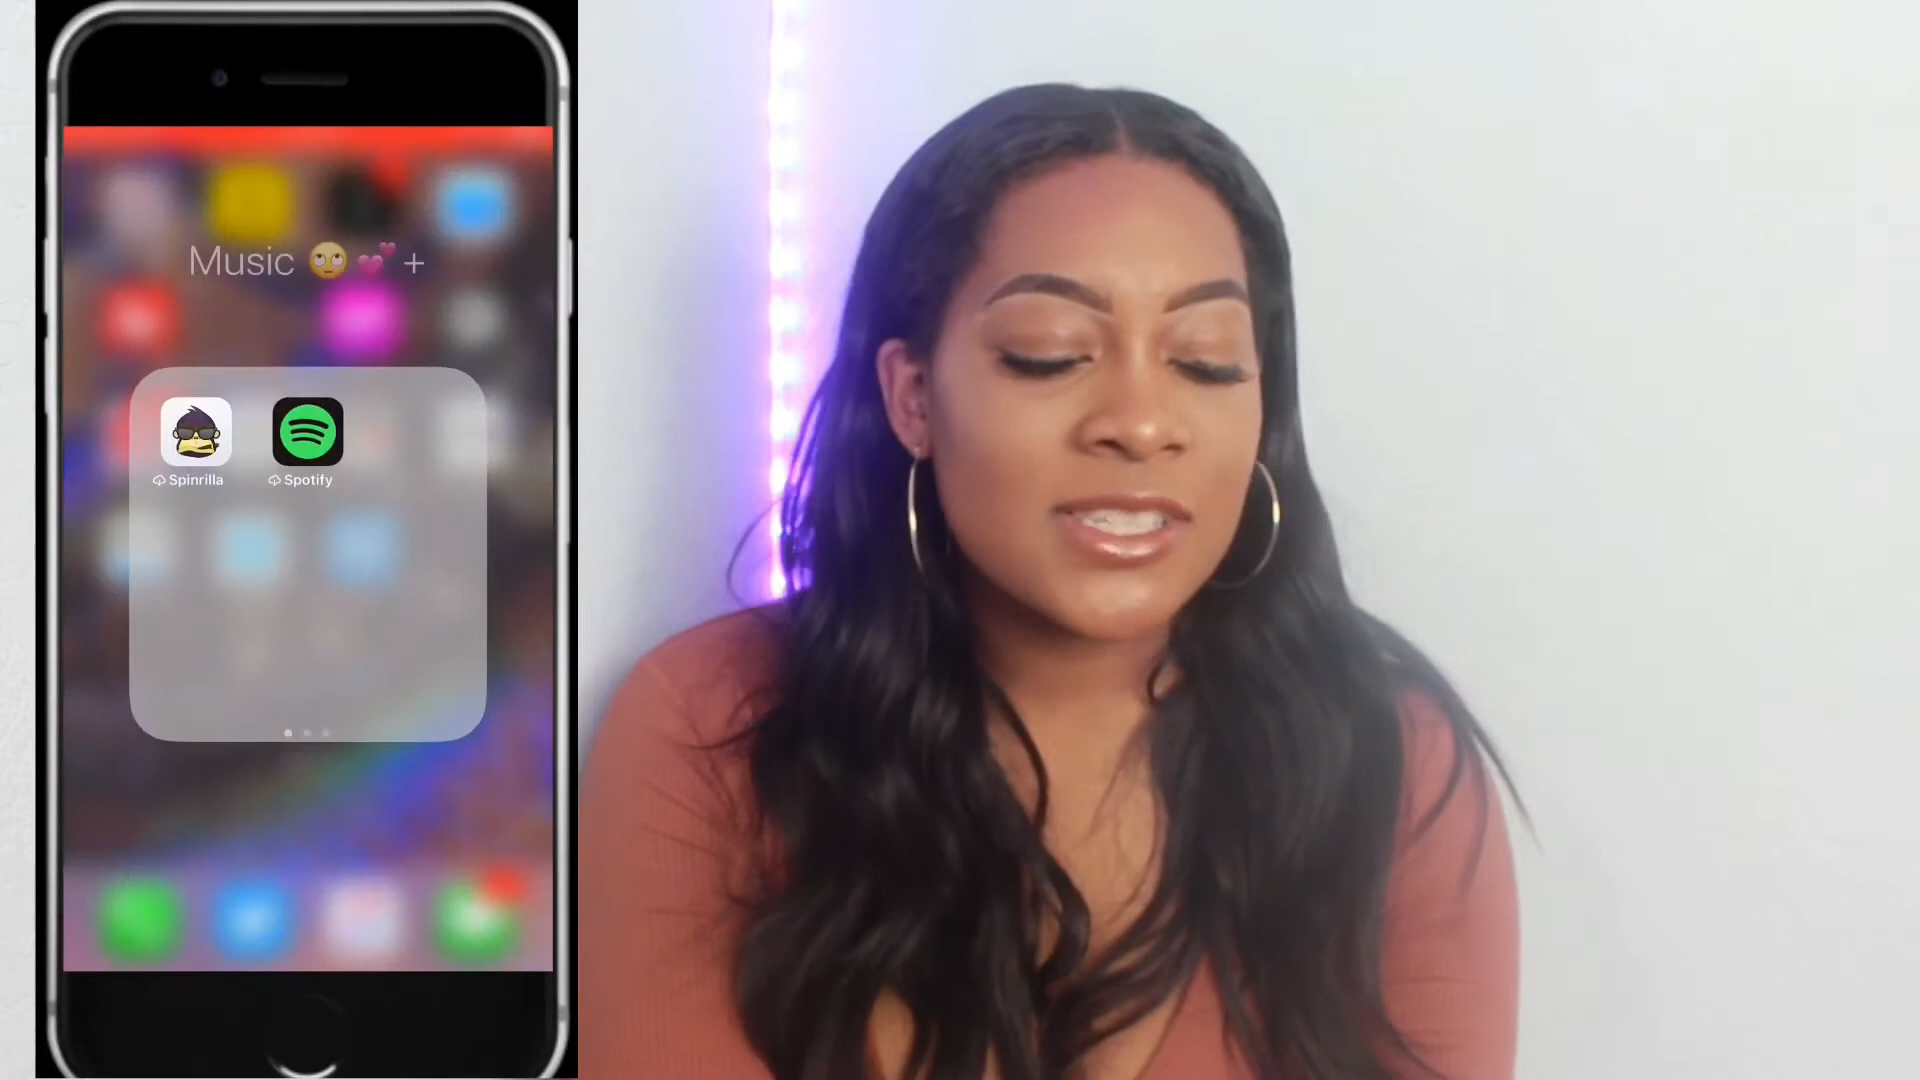 Music 🙄 💕 +
Spinrilla
Spotify